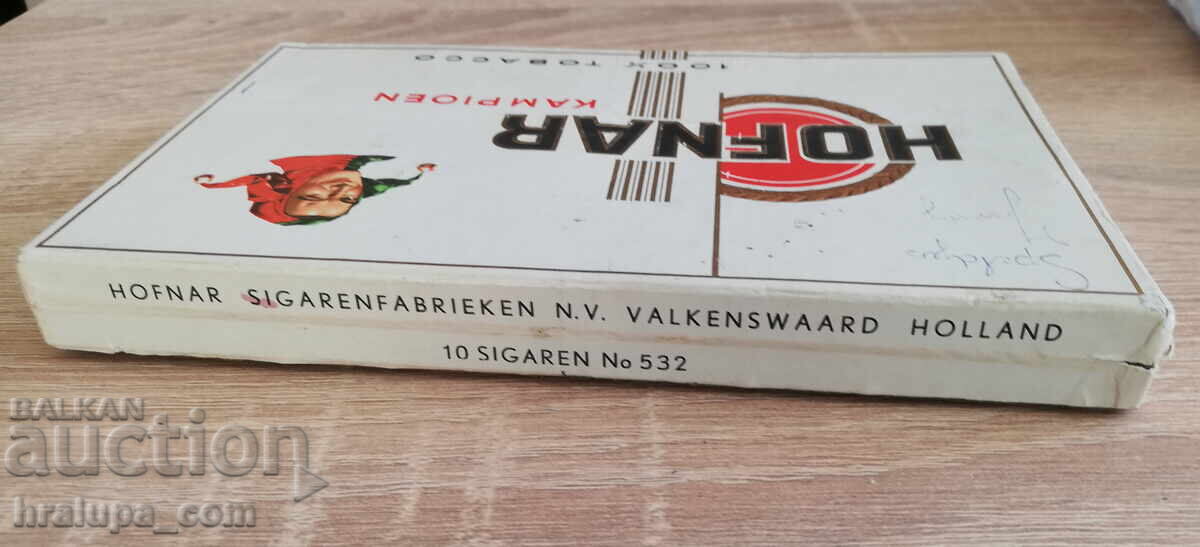 100% TOBACCO
KAMPIOEN
HOFNAR
HOFNAR SIGARENFABRIEKEN N.V. VALKENSWAARD HOLLAND
10 SIGAREN No 532
BALKAN
auction
hralupa_com